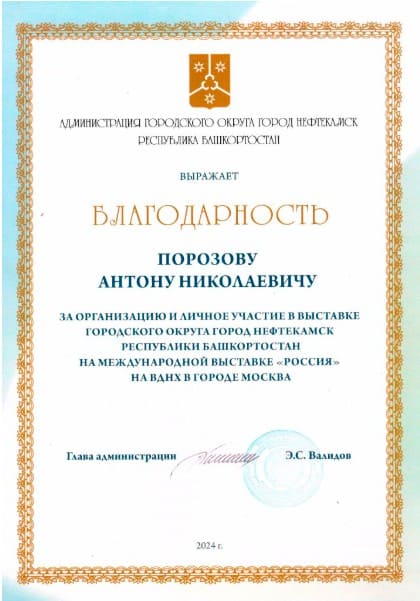 АДМИНИСТРАЦИЯ ГОРОДСКОГО ОКРУГА ГОРОД НЕФТЕКАМСК
РЕСПУБЛИКА БАШКОРТОСТАН
ВЫРАЖАЕТ
БЛАГОДАРНОСТЬ
ПОРОЗОВУ
АНТОНУ НИКОЛАЕВИЧУ
ЗА ОРГАНИЗАЦИЮ И ЛИЧНОЕ УЧАСТИЕ В ВЫСТАВКЕ
ГОРОДСКОГО ОКРУГА ГОРОД НЕФТЕКАМСК
РЕСПУБЛИКИ БАШКОРТОСТАН
НА МЕЖДУНАРОДНОЙ ВЫСТАВКЕ «РОССИЯ»
НА ВДНХ В ГОРОДЕ МОСКВА
Глава администрации Э.С. Валидов
2024 г.